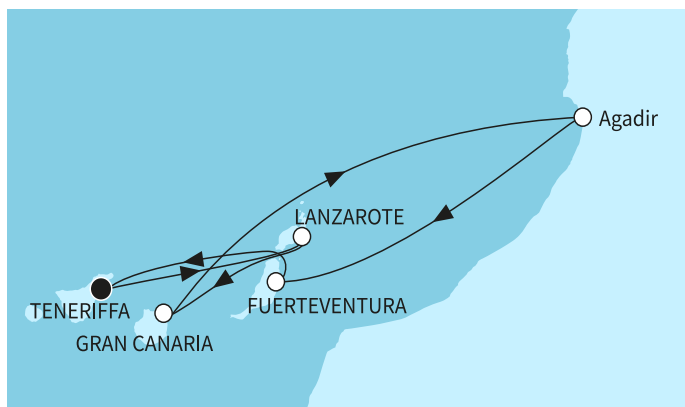 Agadir
LANZAROTE
FUERTEVENTURA
TENERIFFA
GRAN CANARIA